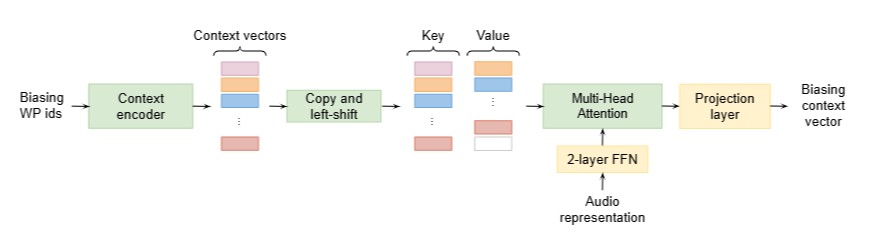 Context vectors
Key
Value
Biasing
WP ids
Context
encoder
Copy and
left-shift
Multi-Head
Attention
Projection
layer
Biasing
context
vector
2-layer FFN
Audio
representation